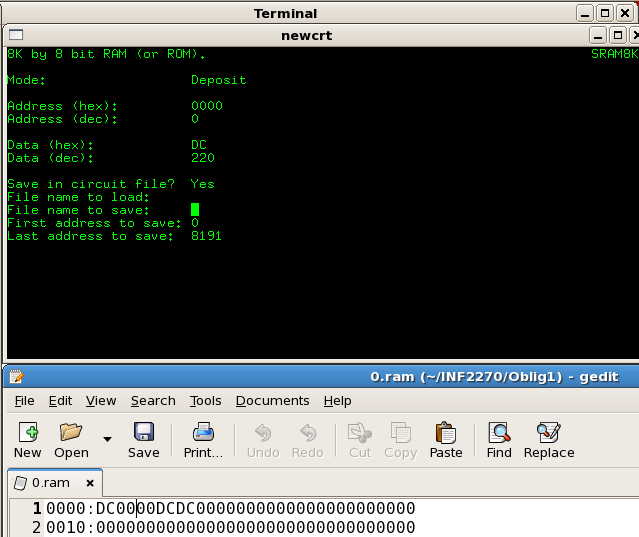 Terminal
newcrt
8K by 8 bit RAM (or ROM). SRAM8K
Mode: Deposit
Address (hex): 0000
Address (dec): 0
Data (hex): DC
Data (dec): 220
Save in circuit file? Yes
File name to load:
File name to save:
First address to save: 0
Last address to save: 8191
0.ram (~/INF2270/Oblig1) - gedit
File Edit View Search Tools Documents Help
New Open Save Print... Undo Redo Cut Copy Paste Find Replace
0.ram ×
1 0000:DC0000DCDC0000000000000000000000
2 0010:00000000000000000000000000000000